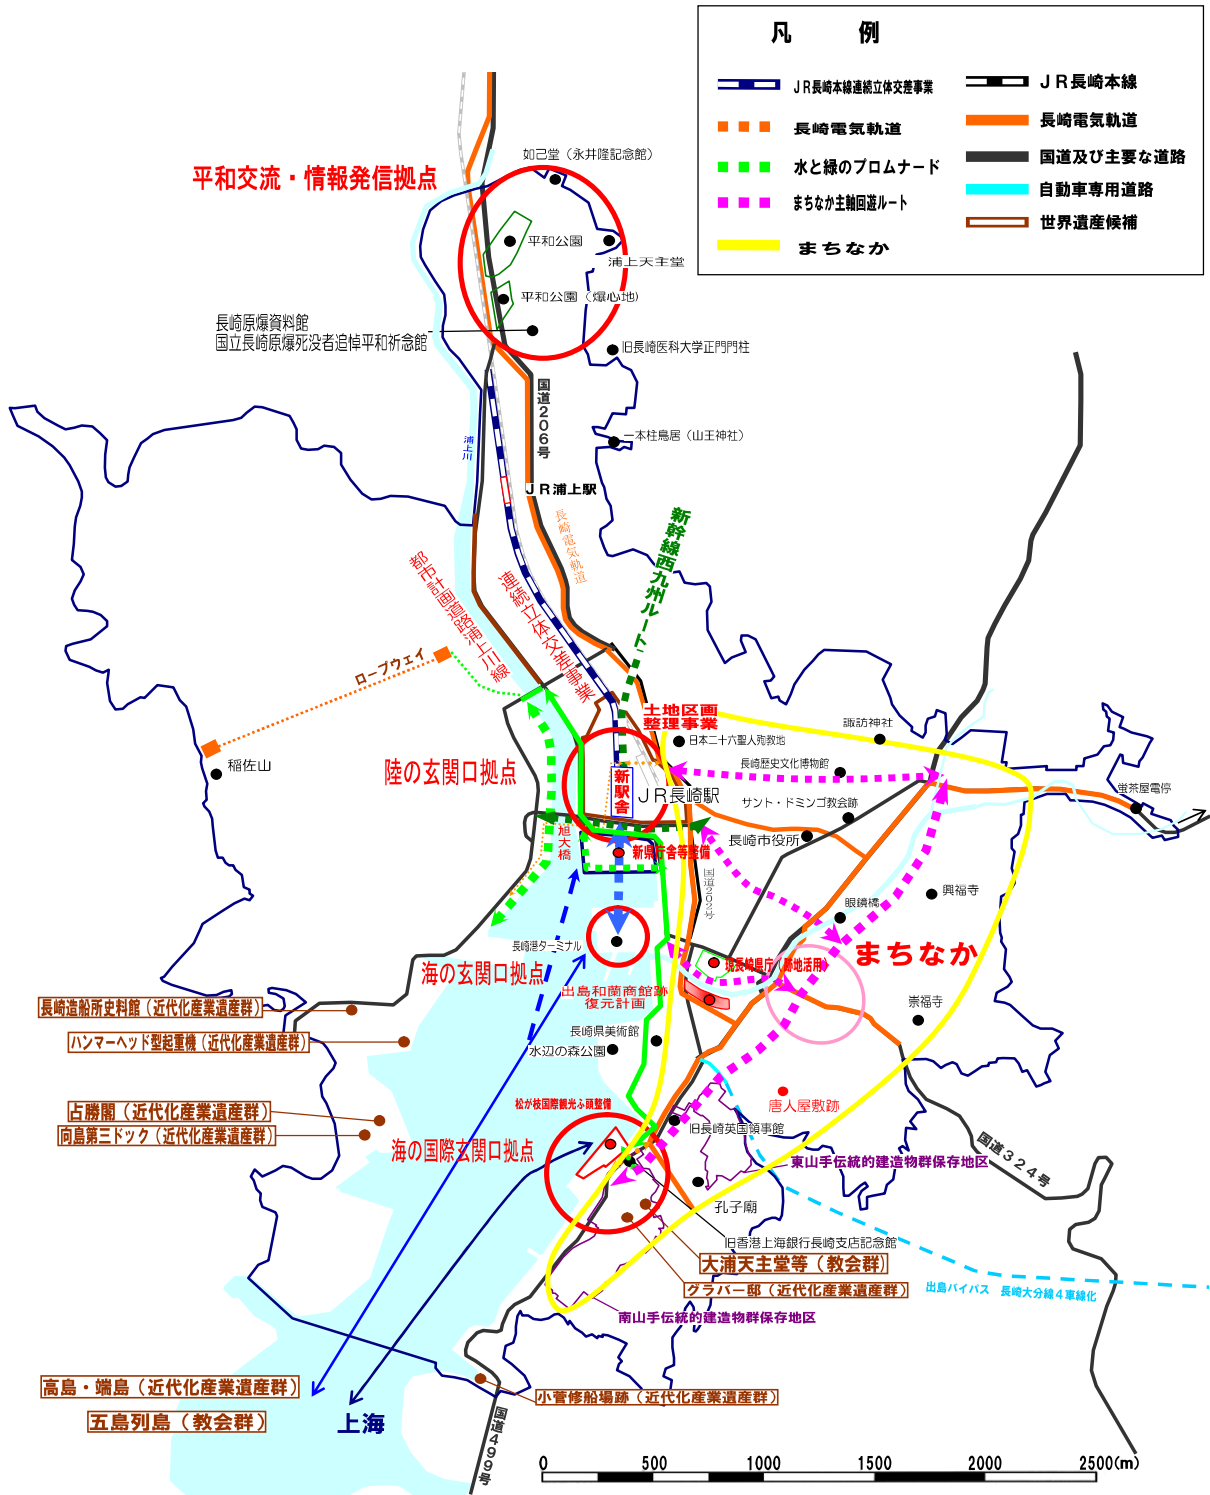 凡 例
ＪＲ長崎本線連続立体交差事業
長崎電気軌道
水と緑のプロムナード
まちなか主軸回遊ルート
まちなか
ＪＲ長崎本線
長崎電気軌道
国道及び主要な道路
自動車専用道路
世界遺産候補
如己堂（永井隆記念館）
平和交流・情報発信拠点
平和公園
浦上天主堂
平和公園（爆心地）
長崎原爆資料館
国立長崎原爆死没者追悼平和祈念館
旧長崎医科大学正門門柱
国道２０６号
一本柱鳥居（山王神社）
浦上川
ＪＲ浦上駅
長崎電気軌道
新幹線西九州ルート
都市計画道路浦上川線
連続立体交差事業
ロープウェイ
稲佐山
土地区画
整理事業
日本二十六聖人殉教地
諏訪神社
長崎歴史文化博物館
陸の玄関口拠点
新駅舎
ＪＲ長崎駅
サント・ドミンゴ教会跡
蛍茶屋電停
旭大橋
新県庁舎等整備
長崎市役所
国道２０２号
興福寺
眼鏡橋
長崎港ターミナル
まちなか
海の玄関口拠点
現長崎県庁（跡地活用）
出島和蘭商館跡
復元計画
崇福寺
長崎造船所史料館（近代化産業遺産群）
ハンマーヘッド型起重機（近代化産業遺産群）
長崎県美術館
水辺の森公園
占勝閣（近代化産業遺産群）
向島第三ドック（近代化産業遺産群）
松が枝国際観光ふ頭整備
唐人屋敷跡
旧長崎英国領事館
海の国際玄関口拠点
東山手伝統的建造物群保存地区
国道３２４号
孔子廟
旧香港上海銀行長崎支店記念館
大浦天主堂等（教会群）
グラバー邸（近代化産業遺産群）
出島バイパス 長崎大分線４車線化
南山手伝統的建造物群保存地区
高島・端島（近代化産業遺産群）
五島列島（教会群）
上海
小菅修船場跡（近代化産業遺産群）
国道４９９号
0 500 1000 1500 2000 2500(m)